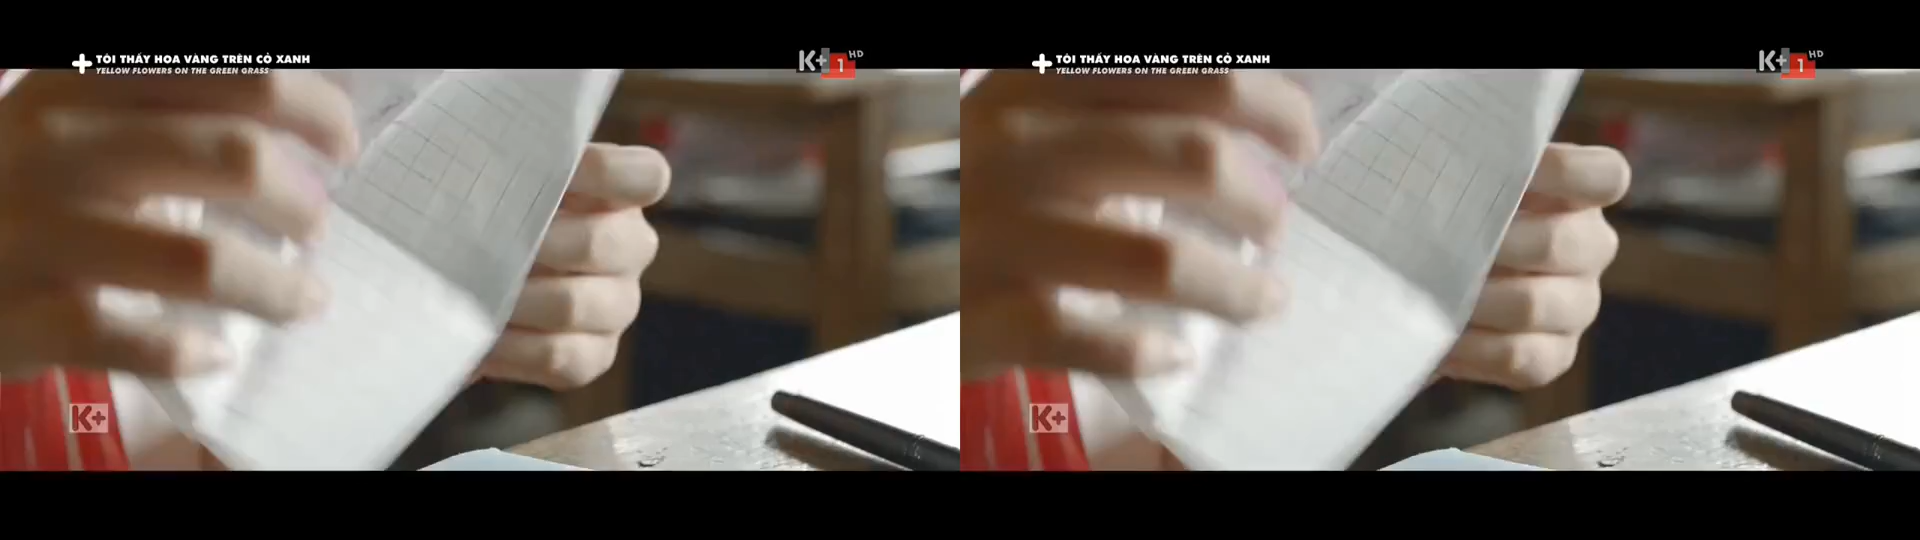 TÔI THẤY HOA VÀNG TRÊN CỎ XANH
YELLOW FLOWERS ON THE GREEN GRASS
K+ 1 HD
K+
TÔI THẤY HOA VÀNG TRÊN CỎ XANH
YELLOW FLOWERS ON THE GREEN GRASS
K+ 1 HD
K+